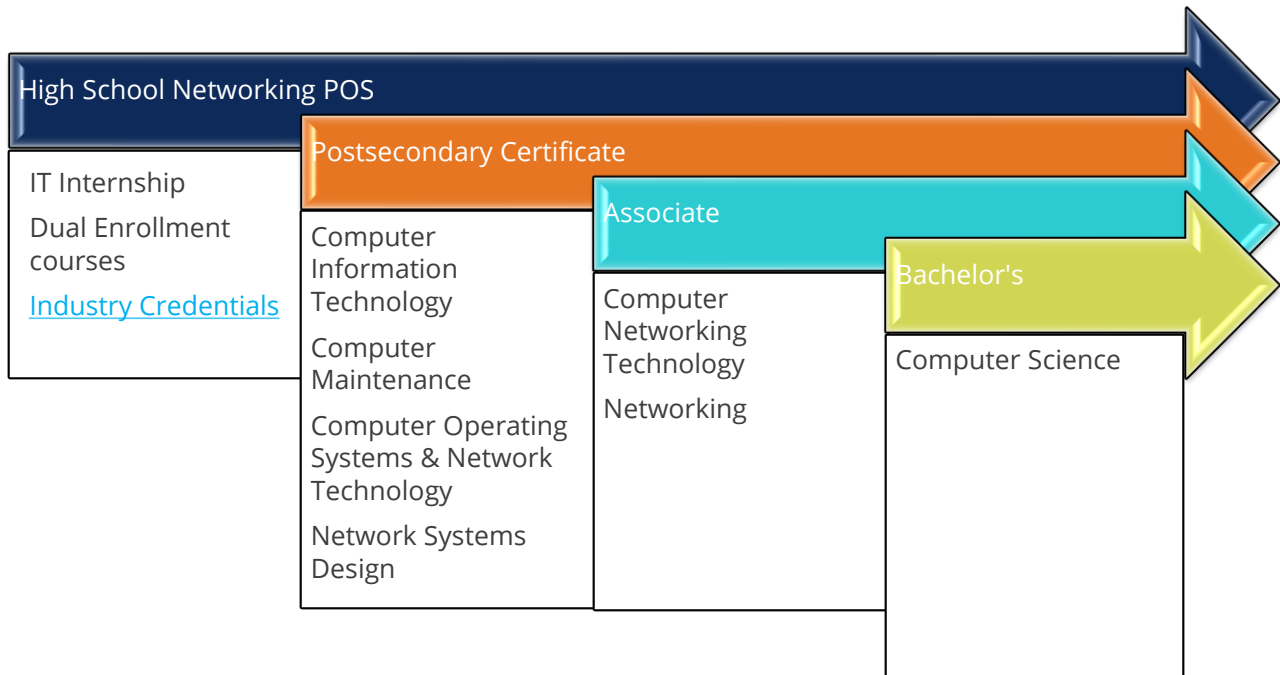 High School Networking POS
IT Internship
Dual Enrollment
courses
Industry Credentials
Postsecondary Certificate
Computer
Information
Technology
Computer
Maintenance
Computer Operating
Systems & Network
Technology
Network Systems
Design
Associate
Computer
Networking
Technology
Networking
Bachelor's
Computer Science